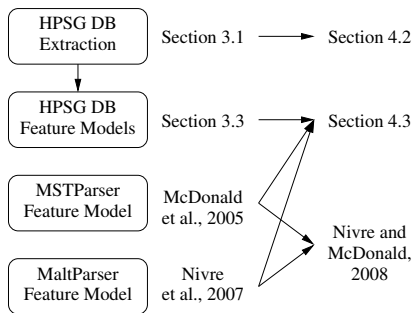 HPSG DB
Extraction
Section 3.1
Section 4.2
HPSG DB
Feature Models
Section 3.3
Section 4.3
MSTParser
Feature Model
McDonald
et al., 2005
Nivre and
McDonald,
2008
MaltParser
Feature Model
Nivre
et al., 2007